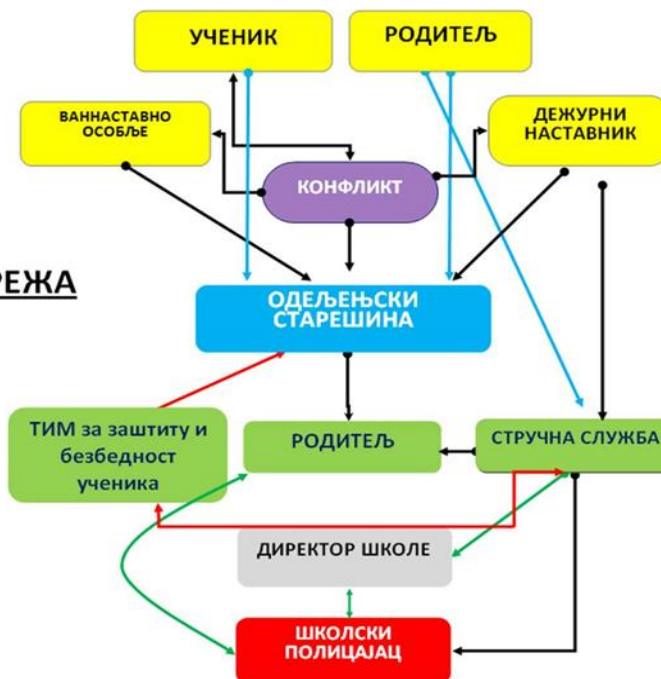 УЧЕНИК
РОДИТЕЉ
ВАННАСТАВНО
ОСОБЉЕ
ДЕЖУРНИ
НАСТАВНИК
КОНФЛИКТ
ОДЕЉЕЊСКИ
СТАРЕШИНА
ТИМ за заштиту и
безбедност
ученика
РОДИТЕЉ
СТРУЧНА СЛУЖБА
ДИРЕКТОР ШКОЛЕ
ШКОЛСКИ
ПОЛИЦАЈАЦ